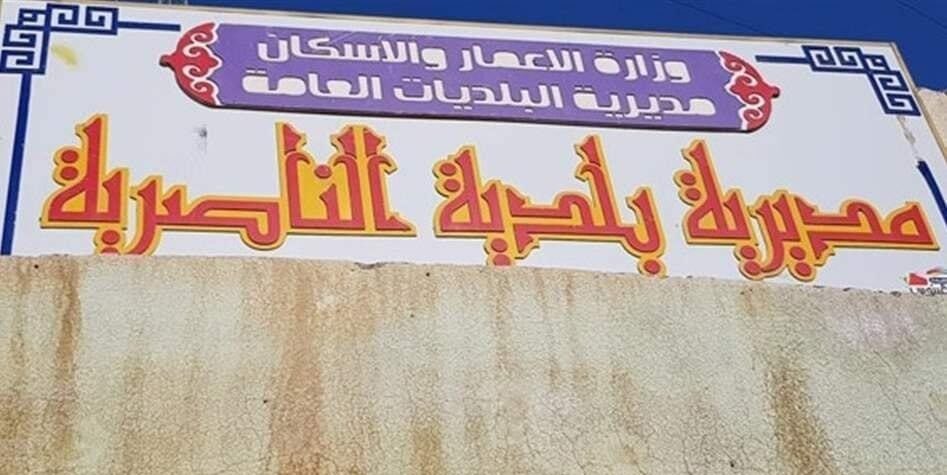 وزارة الاعمار والاسكان
مديرية البلديات العامة
مديرية بلدية الناصرية